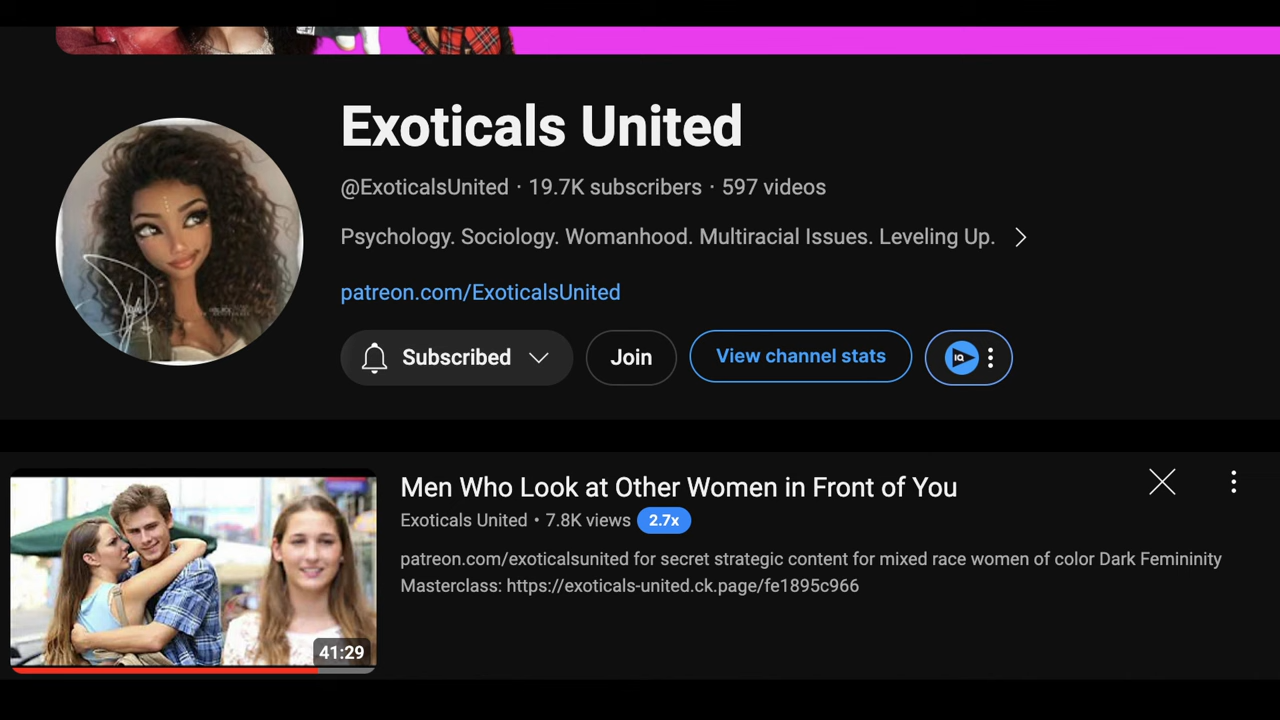 Exoticals United
@ExoticalsUnited · 19.7K subscribers · 597 videos
Psychology. Sociology. Womanhood. Multiracial Issues. Leveling Up.
patreon.com/ExoticalsUnited
Subscribed
Join
View channel stats
IQ
Men Who Look at Other Women in Front of You
Exoticals United • 7.8K views 2.7x
patreon.com/exoticalsunited for secret strategic content for mixed race women of color Dark Femininity
Masterclass: https://exoticals-united.ck.page/fe1895c966
41:29